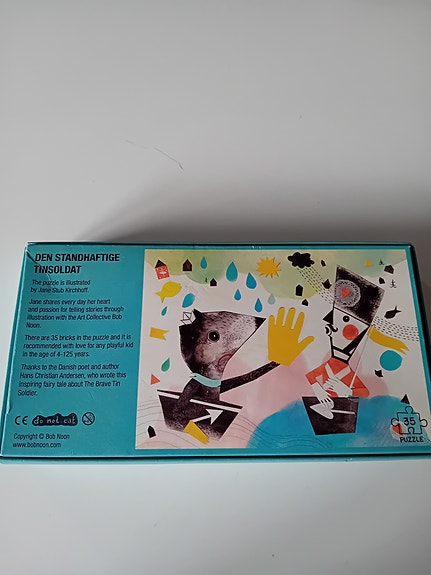 DEN STANDHAFTIGE
TINSOLDAT
The puzzle is illustrated
by Jane Stub Kirchhoff.
Jane shares every day her heart
and passion for telling stories through
illustration with the Art Collective Bob
Noon.
There are 35 bricks in the puzzle and it is
recommended with love for any playful kid
in the age of 4-125 years.
Thanks to the Danish poet and author
Hans Christian Andersen, who wrote this
inspiring fairy tale about The Brave Tin
Soldier.
CE do not eat
Copyright © Bob Noon
www.bobnoon.com
35
PUZZLE